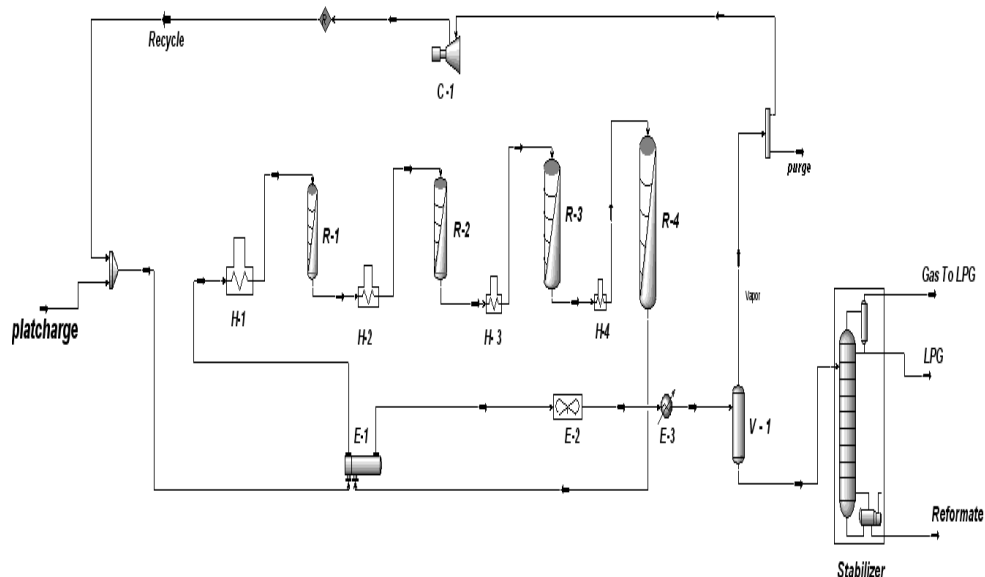 Recycle
R
C -1
purge
R-1
R-2
R-3
R-4
H-1
H-2
H- 3
H-4
platcharge
Vapor
Gas To LPG
LPG
E-1
E-2
E-3
V - 1
Reformate
Stabilizer